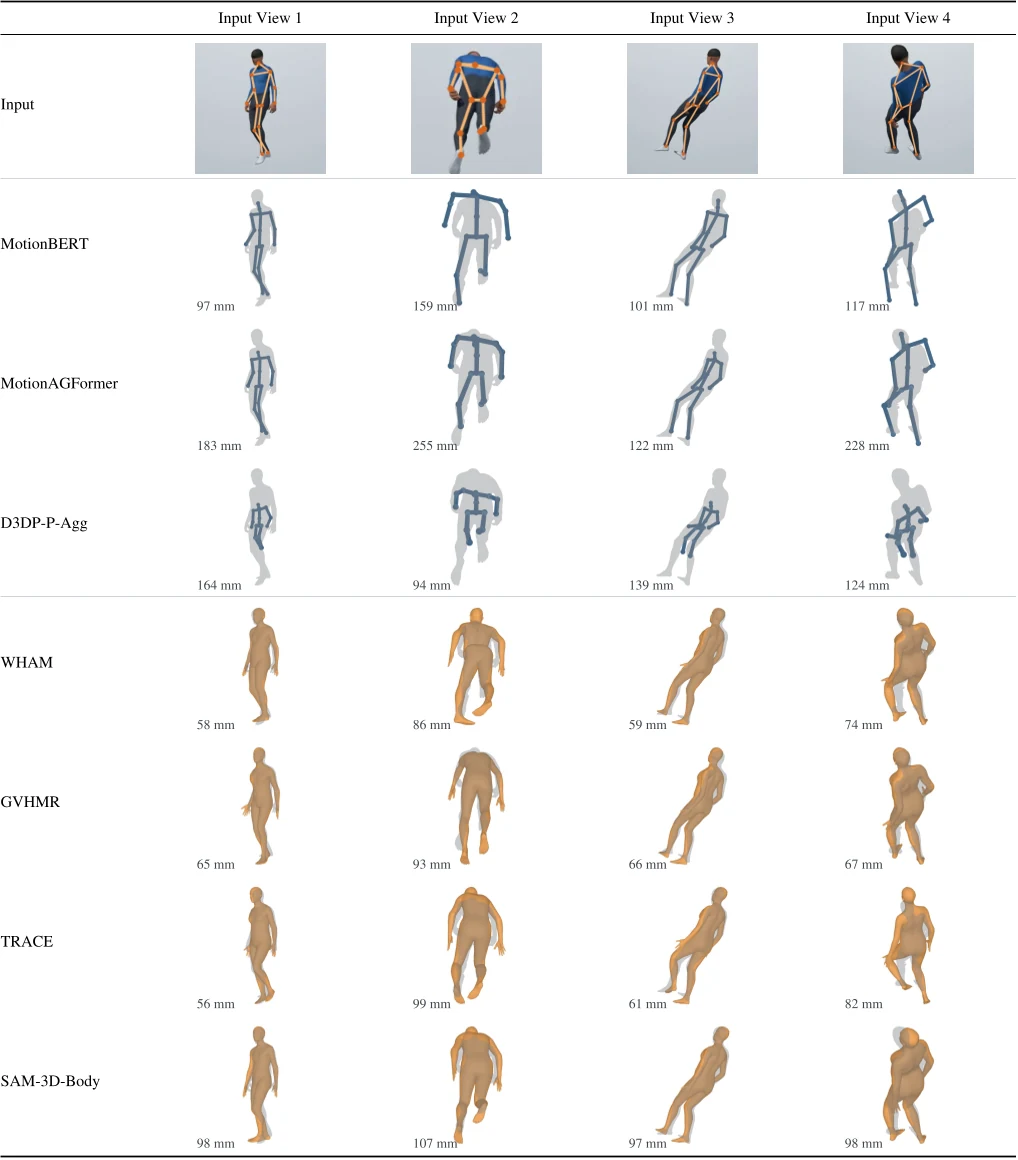 Input View 1 Input View 2 Input View 3 Input View 4
Input
MotionBERT
97 mm 159 mm 101 mm 117 mm
MotionAGFormer
183 mm 255 mm 122 mm 228 mm
D3DP-P-Agg
164 mm 94 mm 139 mm 124 mm
WHAM
58 mm 86 mm 59 mm 74 mm
GVHMR
65 mm 93 mm 66 mm 67 mm
TRACE
56 mm 99 mm 61 mm 82 mm
SAM-3D-Body
98 mm 107 mm 97 mm 98 mm